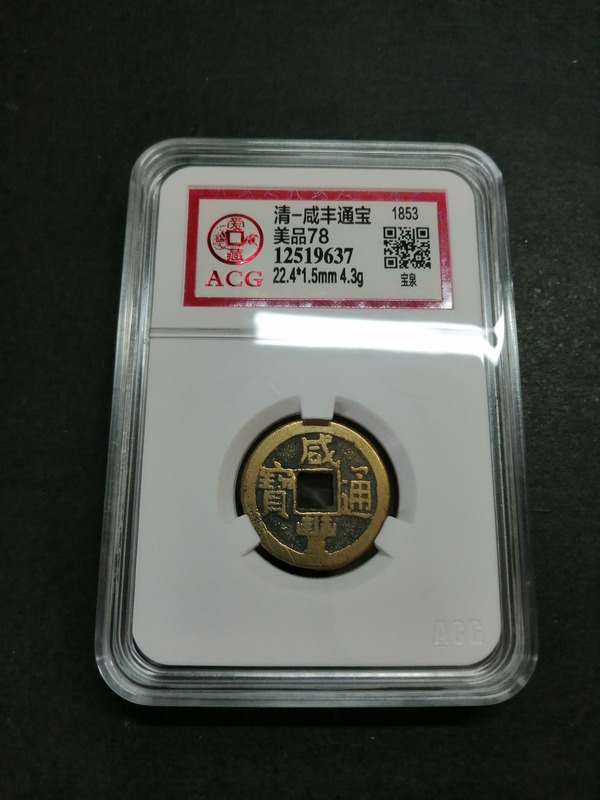 清-咸丰通宝 1853
美品78
12519637
22.4*1.5mm 4.3g 宝泉
ACG
咸
寶 通
豐
ACG